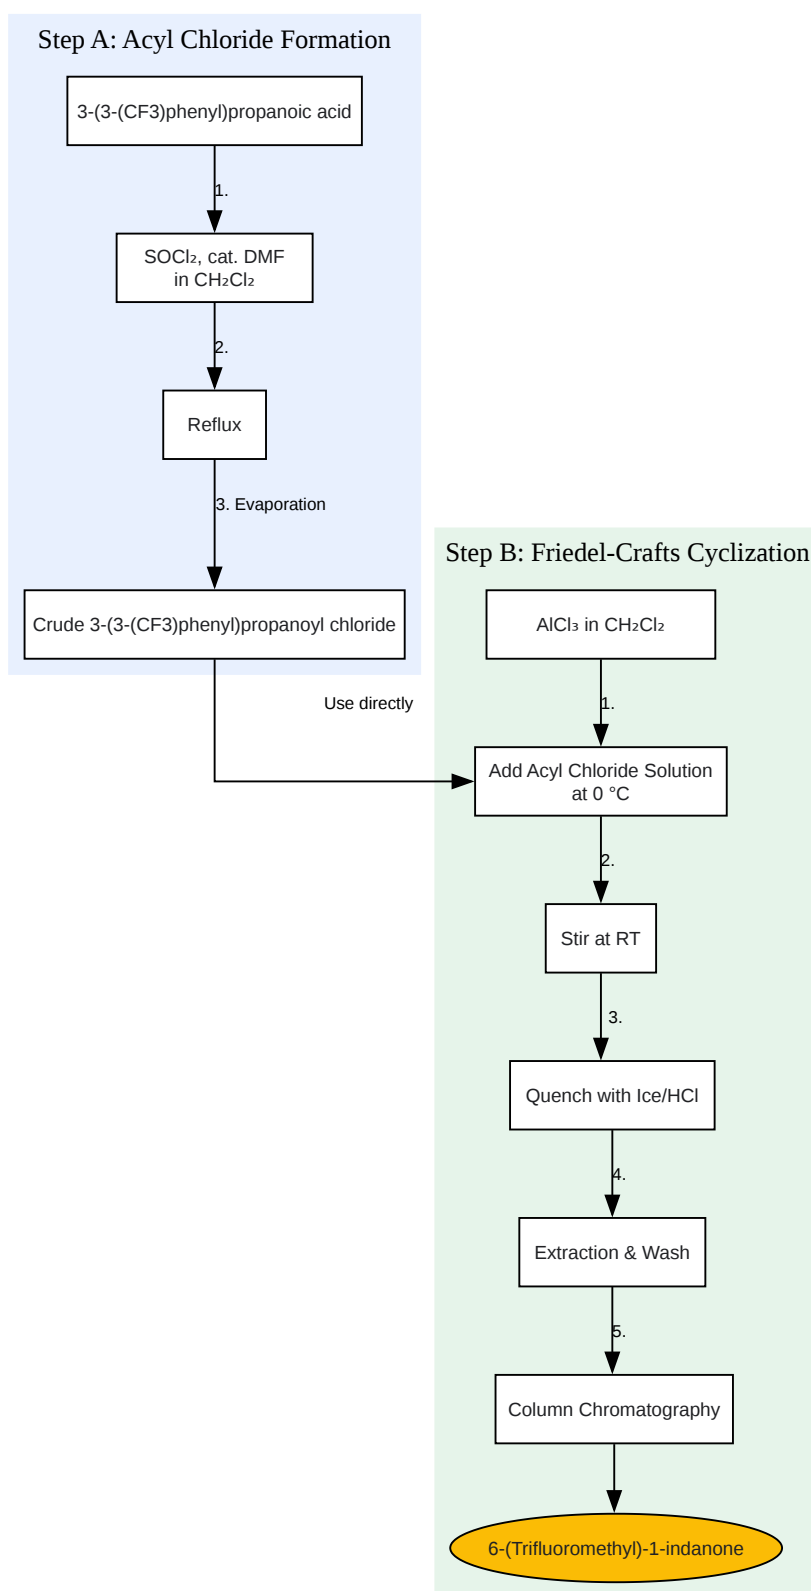 Step A: Acyl Chloride Formation
3-(3-(CF3)phenyl)propanoic acid
1.
SOCl₂, cat. DMF
in CH₂Cl₂
2.
Reflux
3. Evaporation
Crude 3-(3-(CF3)phenyl)propanoyl chloride
Use directly
Step B: Friedel-Crafts Cyclization
AlCl₃ in CH₂Cl₂
1.
Add Acyl Chloride Solution
at 0 °C
2.
Stir at RT
3.
Quench with Ice/HCl
4.
Extraction & Wash
5.
Column Chromatography
6-(Trifluoromethyl)-1-indanone